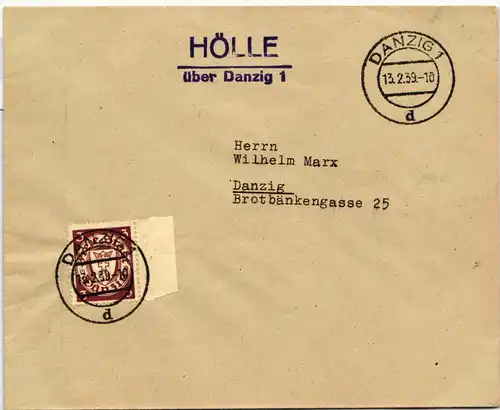 HÖLLE
über Danzig 1
DANZIG 1
13.2.39.-10
d
Herrn
Wilhelm Marx
Danzig
Brotbänkengasse 25
d